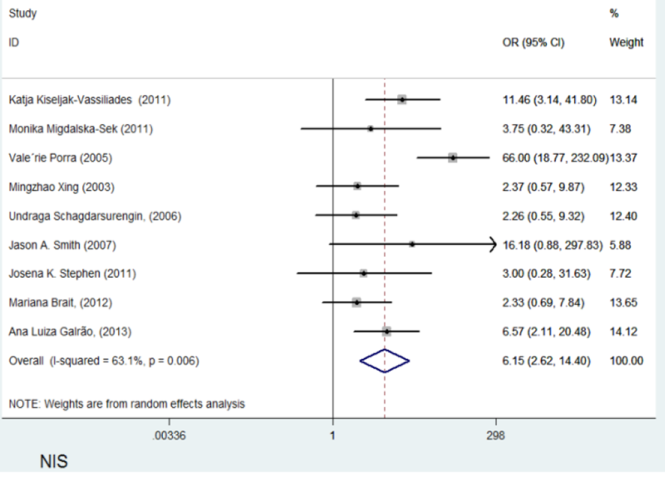 Study %
ID OR (95% CI) Weight
Katja Kiseljak-Vassiliades (2011) 11.46 (3.14, 41.80) 13.14
Monika Migdalska-Sek (2011) 3.75 (0.32, 43.31) 7.38
Vale´rie Porra (2005) 66.00 (18.77, 232.09) 13.37
Mingzhao Xing (2003) 2.37 (0.57, 9.87) 12.33
Undraga Schagdarsurengin, (2006) 2.26 (0.55, 9.32) 12.40
Jason A. Smith (2007) 16.18 (0.88, 297.83) 5.88
Josena K. Stephen (2011) 3.00 (0.28, 31.63) 7.72
Mariana Brait, (2012) 2.33 (0.69, 7.84) 13.65
Ana Luiza Galrão, (2013) 6.57 (2.11, 20.48) 14.12
Overall (I-squared = 63.1%, p = 0.006) 6.15 (2.62, 14.40) 100.00
NOTE: Weights are from random effects analysis
.00336 1 298
NIS